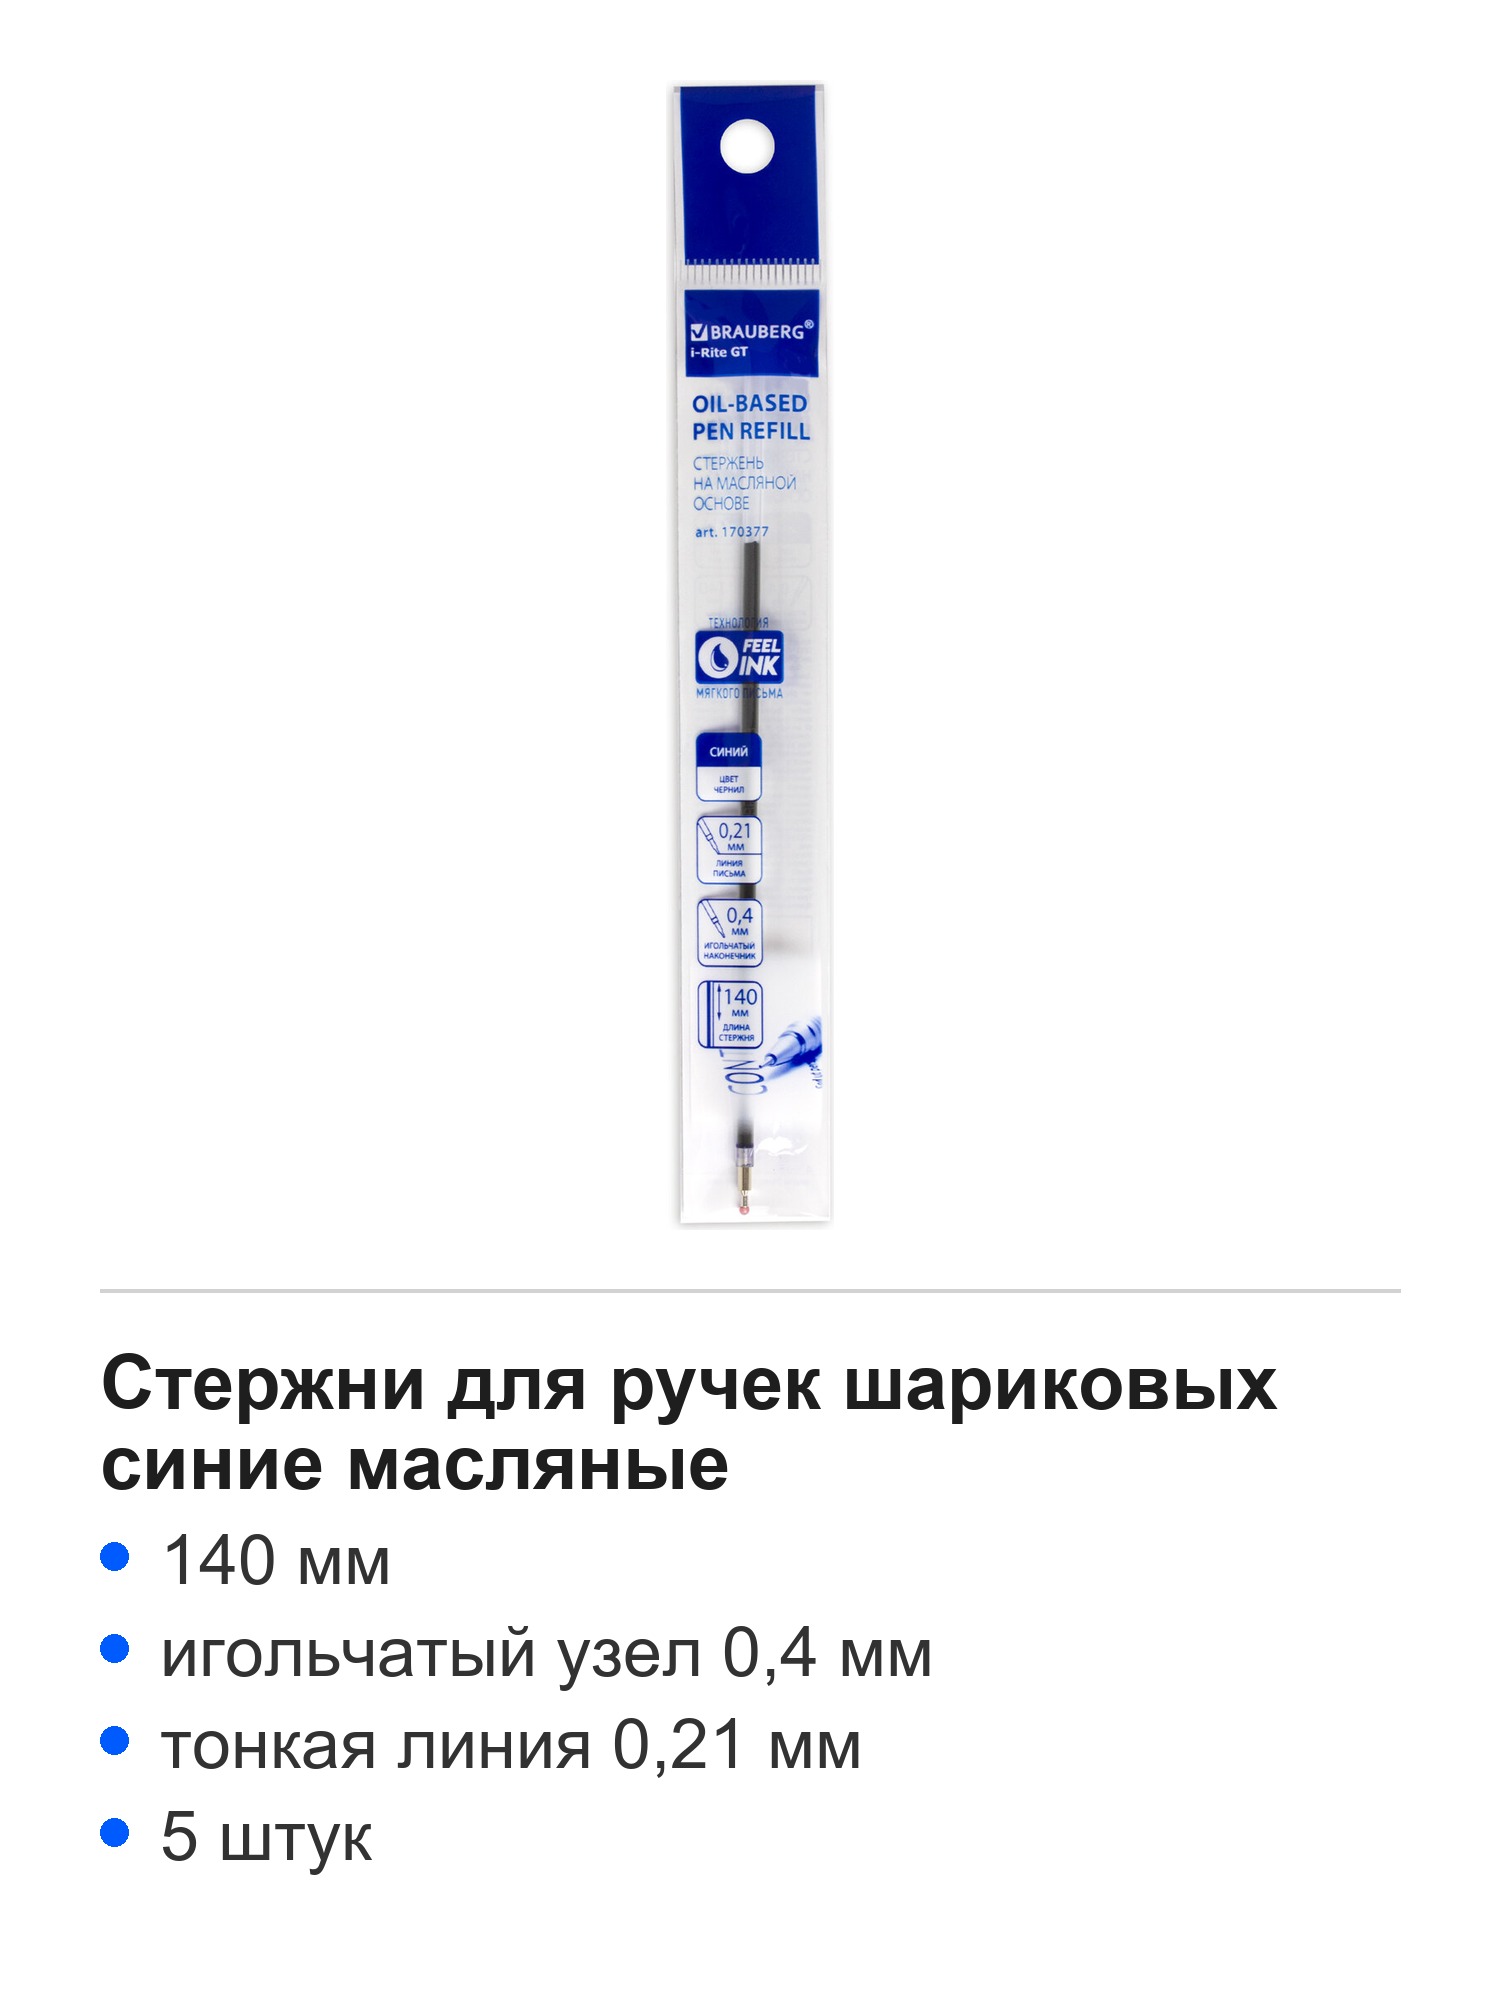 BRAUBERG®
i-Rite GT
OIL-BASED
PEN REFILL
СТЕРЖЕНЬ
НА МАСЛЯНОЙ
ОСНОВЕ
art. 170377
ТЕХНОЛОГИЯ
FEEL
INK
МЯГКОГО ПИСЬМА
СИНИЙ
ЦВЕТ
ЧЕРНИЛ
0,21
ММ
ЛИНИЯ
ПИСЬМА
0,4
ММ
ИГОЛЬЧАТЫЙ
НАКОНЕЧНИК
140
ММ
ДЛИНА
СТЕРЖНЯ
Стержни для ручек шариковых
синие масляные
140 мм
игольчатый узел 0,4 мм
тонкая линия 0,21 мм
5 штук